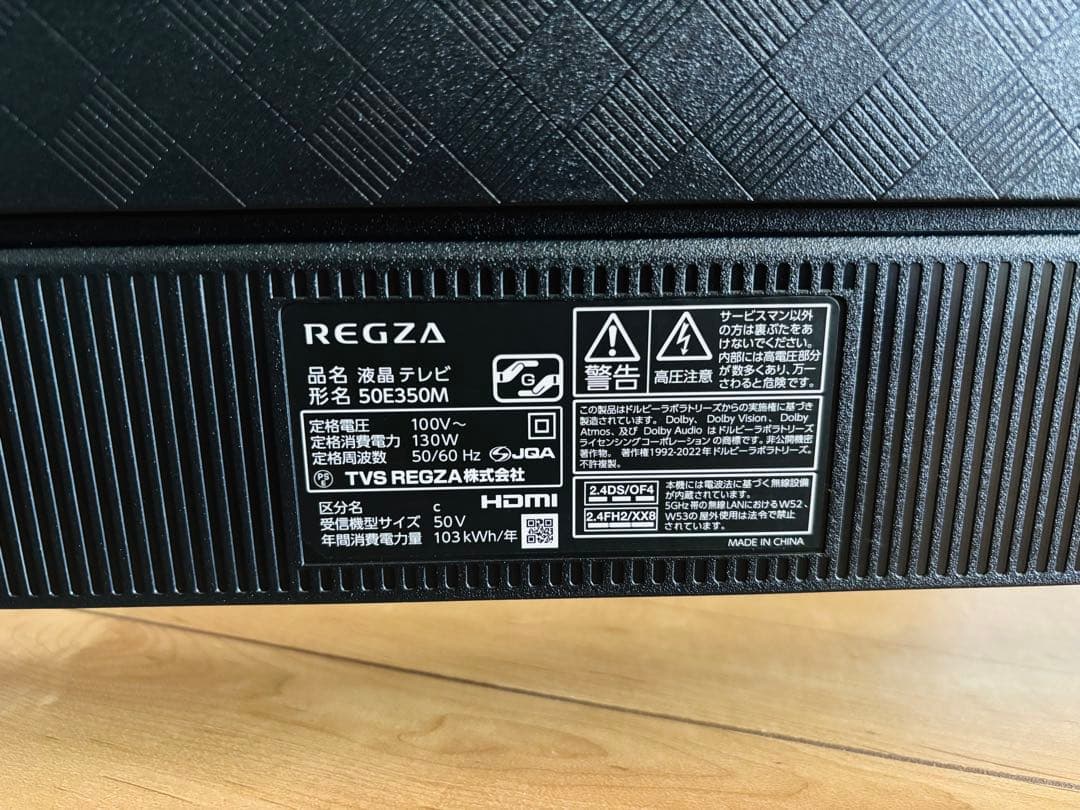 REGZA
品名 液晶テレビ
形名 50E350M
G
定格電圧 100V～
定格消費電力 130W
定格周波数 50/60 Hz
JQA
PS
E
TVS REGZA株式会社
HDMI
区分名 c
受信機型サイズ 50V
年間消費電力量 103kWh/年
警告
高圧注意
サービスマン以外
の方は裏ぶたをあ
けないでください。
内部には高電圧部分
が数多くあり、万一
さわると危険です。
この製品はドルビーラボラトリーズからの実施権に基づき
製造されています。Dolby、Dolby Vision、Dolby
Atmos、及び Dolby Audio はドルビーラボラトリーズ
ライセンシングコーポレーションの商標です。非公開機密
著作物。 著作権1992-2022年ドルビーラボラトリーズ。
不許複製。
2.4DS/OF4
2.4FH2/XX8
本機には電波法に基づく無線設備
が内蔵されています。
5GHz帯の無線LANにおけるW52、
W53の屋外使用は法令で禁止
されています。
MADE IN CHINA